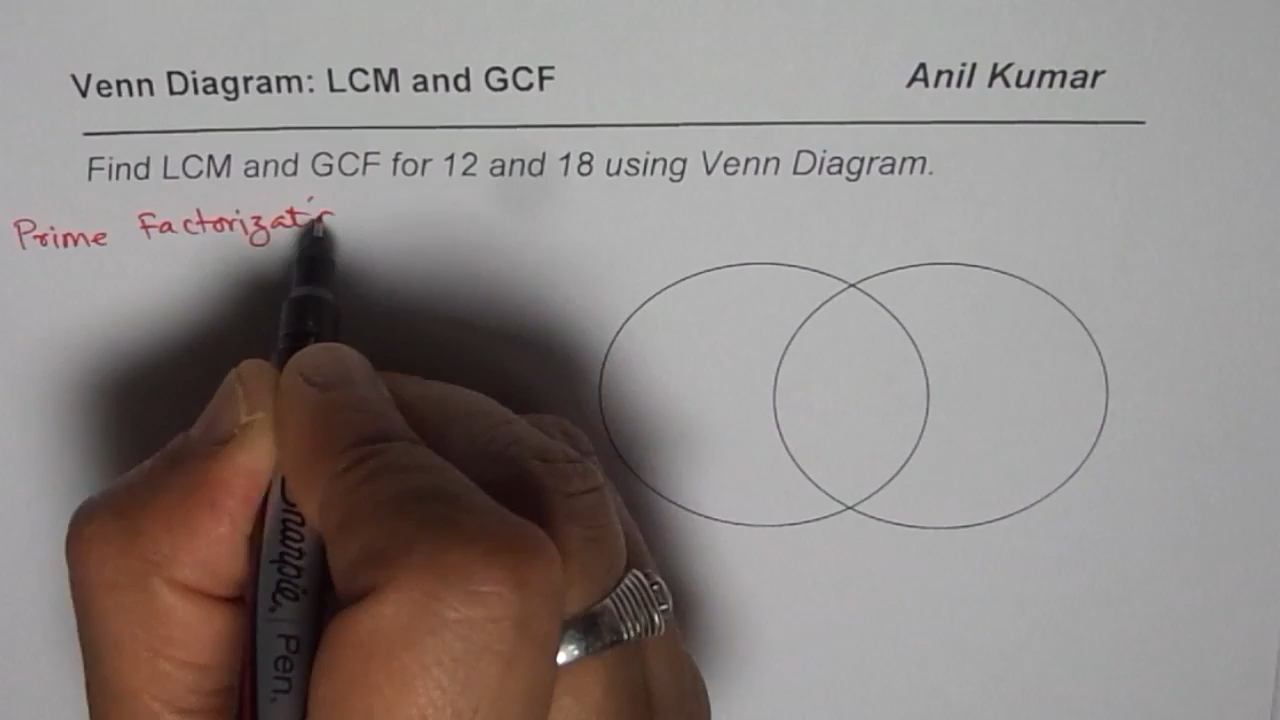 Venn Diagram: LCM and GCF
Anil Kumar
Find LCM and GCF for 12 and 18 using Venn Diagram.
Prime
Sharpie. Pen.